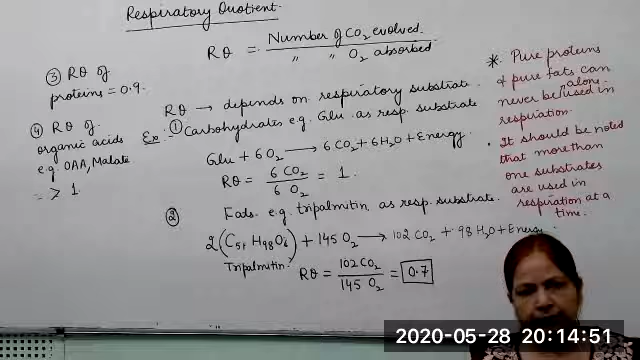 Respiratory Quotient
RQ = Number of CO2 evolved.
" " O2 absorbed
③ RQ of
proteins = 0.9.
④ RQ of
organic acids
e.g. OAA, Malate
= > 1
RQ → depends on respiratory substrate.
Ex:- ① Carbohydrates e.g. Glu. as resp. substrate
Glu + 6O2 → 6CO2 + 6H2O + Energy.
RQ = 6 CO2 / 6 O2 = 1.
② Fats. e.g. tripalmitin, as resp. substrate.
2(C51 H98O6) + 145 O2 → 102 CO2 + 98 H2O + Energy.
Tripalmitin.
RQ = 102 CO2 / 145 O2 = 0.7
* Pure proteins
& pure fats can
never be used in alone.
respiration.
• It should be noted
that more than
one substrates
are used in
respiration at a
time.
2020-05-28 20:14:51